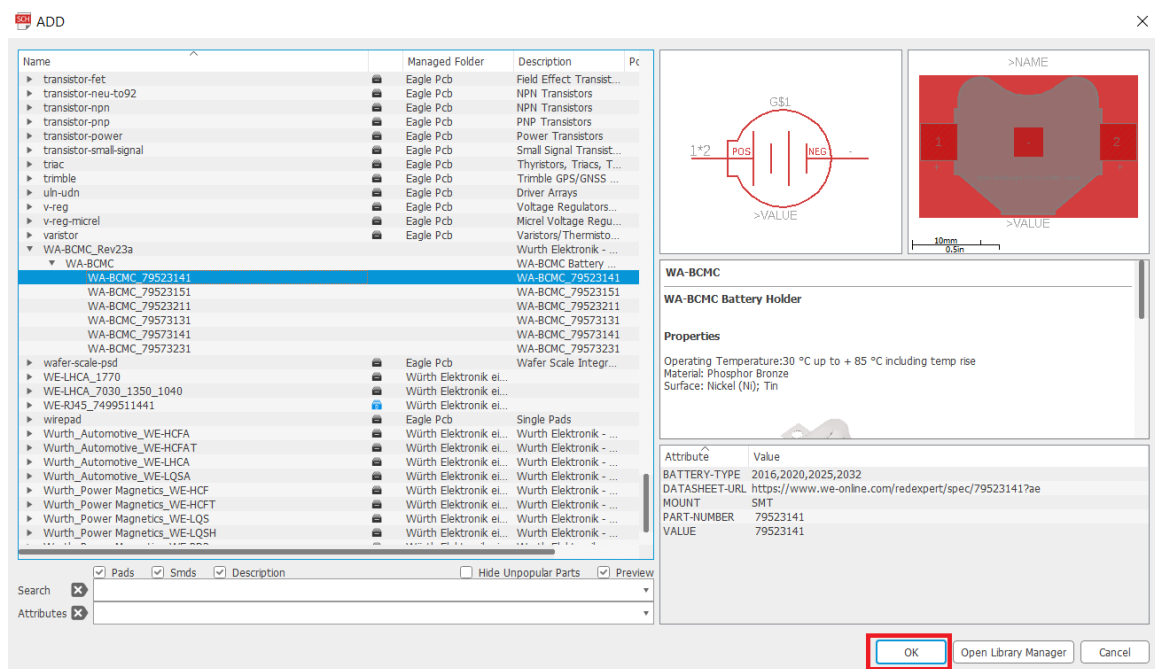 SCH ADD
Name Managed Folder Description Po
transistor-fet Eagle Pcb Field Effect Transist...
transistor-neu-to92 Eagle Pcb NPN Transistors
transistor-npn Eagle Pcb NPN Transistors
transistor-pnp Eagle Pcb PNP Transistors
transistor-power Eagle Pcb Power Transistors
transistor-small-signal Eagle Pcb Small Signal Transist...
triac Eagle Pcb Thyristors, Triacs, T...
trimble Eagle Pcb Trimble GPS/GNSS ...
uln-udn Eagle Pcb Driver Arrays
v-reg Eagle Pcb Voltage Regulators...
v-reg-micrel Eagle Pcb Micrel Voltage Regu...
varistor Eagle Pcb Varistors/Thermisto...
WA-BCMC_Rev23a Wurth Elektronik - ...
WA-BCMC WA-BCMC Battery ...
WA-BCMC_79523141 WA-BCMC_79523141
WA-BCMC_79523151 WA-BCMC_79523151
WA-BCMC_79523211 WA-BCMC_79523211
WA-BCMC_79573131 WA-BCMC_79573131
WA-BCMC_79573141 WA-BCMC_79573141
WA-BCMC_79573231 WA-BCMC_79573231
wafer-scale-psd Eagle Pcb Wafer Scale Integr...
WE-LHCA_1770 Würth Elektronik ei...
WE-LHCA_7030_1350_1040 Würth Elektronik ei...
WE-RJ45_7499511441 Würth Elektronik ei...
wirepad Eagle Pcb Single Pads
Wurth_Automotive_WE-HCFA Würth Elektronik ei... Wurth Elektronik - ...
Wurth_Automotive_WE-HCFAT Würth Elektronik ei... Wurth Elektronik - ...
Wurth_Automotive_WE-LHCA Würth Elektronik ei... Wurth Elektronik - ...
Wurth_Automotive_WE-LQSA Würth Elektronik ei... Wurth Elektronik - ...
Wurth_Power Magnetics_WE-HCF Würth Elektronik ei... Wurth Elektronik - ...
Wurth_Power Magnetics_WE-HCFT Würth Elektronik ei... Wurth Elektronik - ...
Wurth_Power Magnetics_WE-LQS Würth Elektronik ei... Wurth Elektronik - ...
Wurth_Power Magnetics_WE-LQSH Würth Elektronik ei... Wurth Elektronik - ...
Pads Smds Description Hide Unpopular Parts Preview
Search
Attributes
G$1
1*2 POS NEG
>VALUE
>NAME
1 2
>VALUE
10mm
0.5in
WA-BCMC
WA-BCMC Battery Holder
Properties
Operating Temperature:30 °C up to + 85 °C including temp rise
Material: Phosphor Bronze
Surface: Nickel (Ni); Tin
Attribute Value
BATTERY-TYPE 2016,2020,2025,2032
DATASHEET-URL https://www.we-online.com/redexpert/spec/79523141?ae
MOUNT SMT
PART-NUMBER 79523141
VALUE 79523141
OK Open Library Manager Cancel